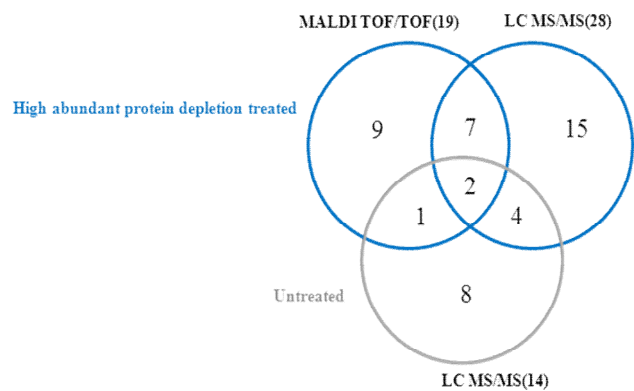 MALDI TOF/TOF(19) LC MS/MS(28)
High abundant protein depletion treated
9 7 15
2
1 4
Untreated
8
LC MS/MS(14)